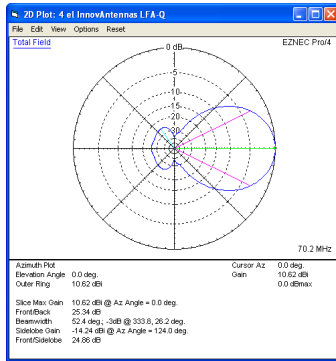 2D Plot: 4 el InnovAntennas LFA-Q
File Edit View Options Reset
Total Field
EZNEC Pro/4
0 dB
-5
-10
-15
-20
-30
70.2 MHz
Azimuth Plot
Elevation Angle 0.0 deg.
Outer Ring 10.62 dBi
Cursor Az 0.0 deg.
Gain 10.62 dBi
0.0 dBmax
Slice Max Gain 10.62 dBi @ Az Angle = 0.0 deg.
Front/Back 25.34 dB
Beamwidth 52.4 deg.; -3dB @ 333.8, 26.2 deg.
Sidelobe Gain -14.24 dBi @ Az Angle = 124.0 deg.
Front/Sidelobe 24.86 dB